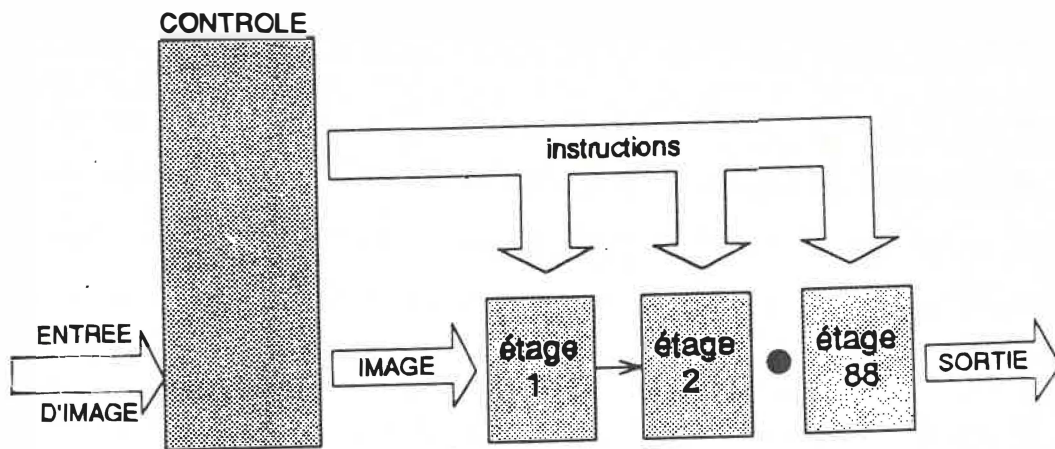 CONTROLE
instructions
ENTREE
D'IMAGE
IMAGE
étage
1
étage
2
étage
88
SORTIE